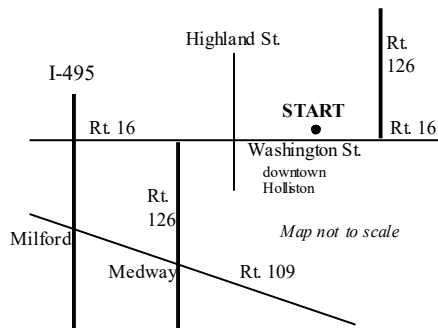 Highland St.
Rt.
126
I-495
START
Rt. 16
Rt. 16
Washington St.
downtown
Holliston
Rt.
126
Map not to scale
Milford
Medway
Rt. 109